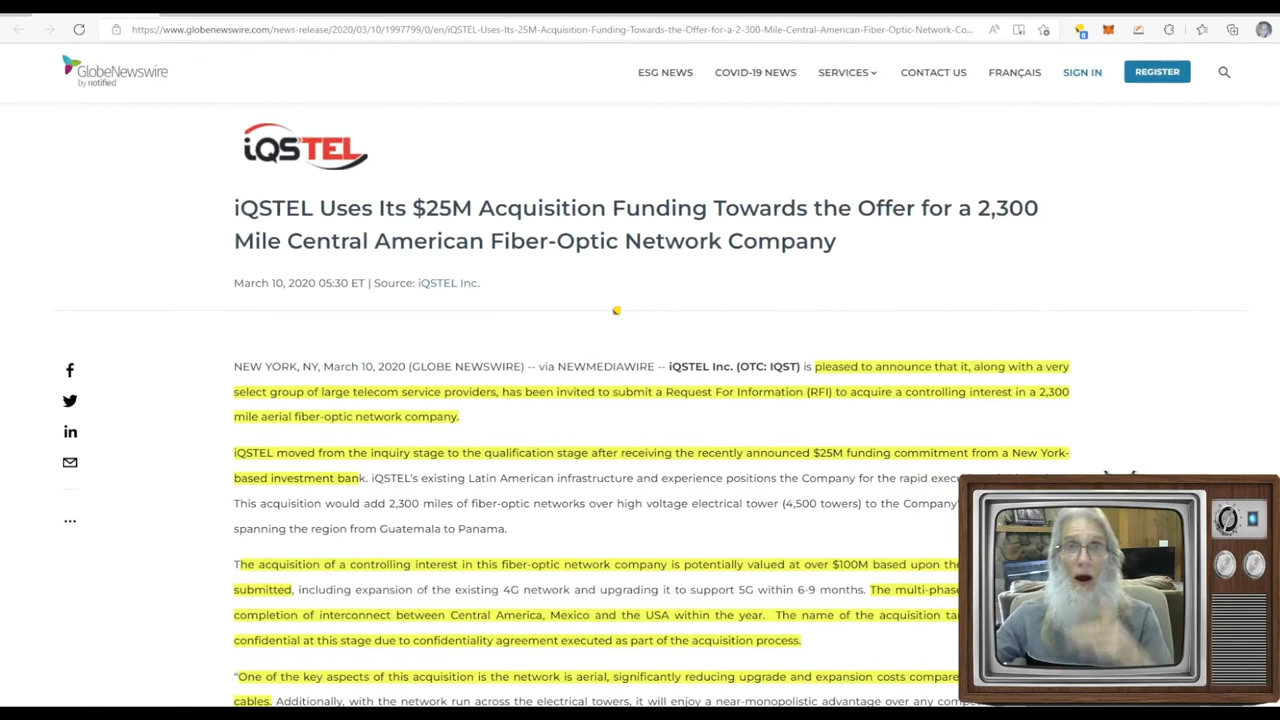 https://www.globenewswire.com/news-release/2020/03/10/1997799/0/en/iQSTEL-Uses-Its-25M-Acquisition-Funding-Towards-the-Offer-for-a-2-300-Mile-Central-American-Fiber-Optic-Network-Co...
GlobeNewswire
by notified
ESG NEWS COVID-19 NEWS SERVICES CONTACT US FRANÇAIS SIGN IN REGISTER
iQSTEL
iQSTEL Uses Its $25M Acquisition Funding Towards the Offer for a 2,300
Mile Central American Fiber-Optic Network Company
March 10, 2020 05:30 ET | Source: iQSTEL Inc.
NEW YORK, NY, March 10, 2020 (GLOBE NEWSWIRE) -- via NEWMEDIAWIRE -- iQSTEL Inc. (OTC: IQST) is pleased to announce that it, along with a very
select group of large telecom service providers, has been invited to submit a Request For Information (RFI) to acquire a controlling interest in a 2,300
mile aerial fiber-optic network company.
iQSTEL moved from the inquiry stage to the qualification stage after receiving the recently announced $25M funding commitment from a New York-
based investment bank. iQSTEL's existing Latin American infrastructure and experience positions the Company for the rapid
This acquisition would add 2,300 miles of fiber-optic networks over high voltage electrical tower (4,500 towers) to the Company'
spanning the region from Guatemala to Panama.
The acquisition of a controlling interest in this fiber-optic network company is potentially valued at over $100M based upon the
submitted, including expansion of the existing 4G network and upgrading it to support 5G within 6-9 months. The multi-phase
completion of interconnect between Central America, Mexico and the USA within the year. The name of the acquisition
confidential at this stage due to confidentiality agreement executed as part of the acquisition process.
"One of the key aspects of this acquisition is the network is aerial, significantly reducing upgrade and expansion costs
cables. Additionally, with the network run across the electrical towers, it will enjoy a near-monopolistic advantage over any